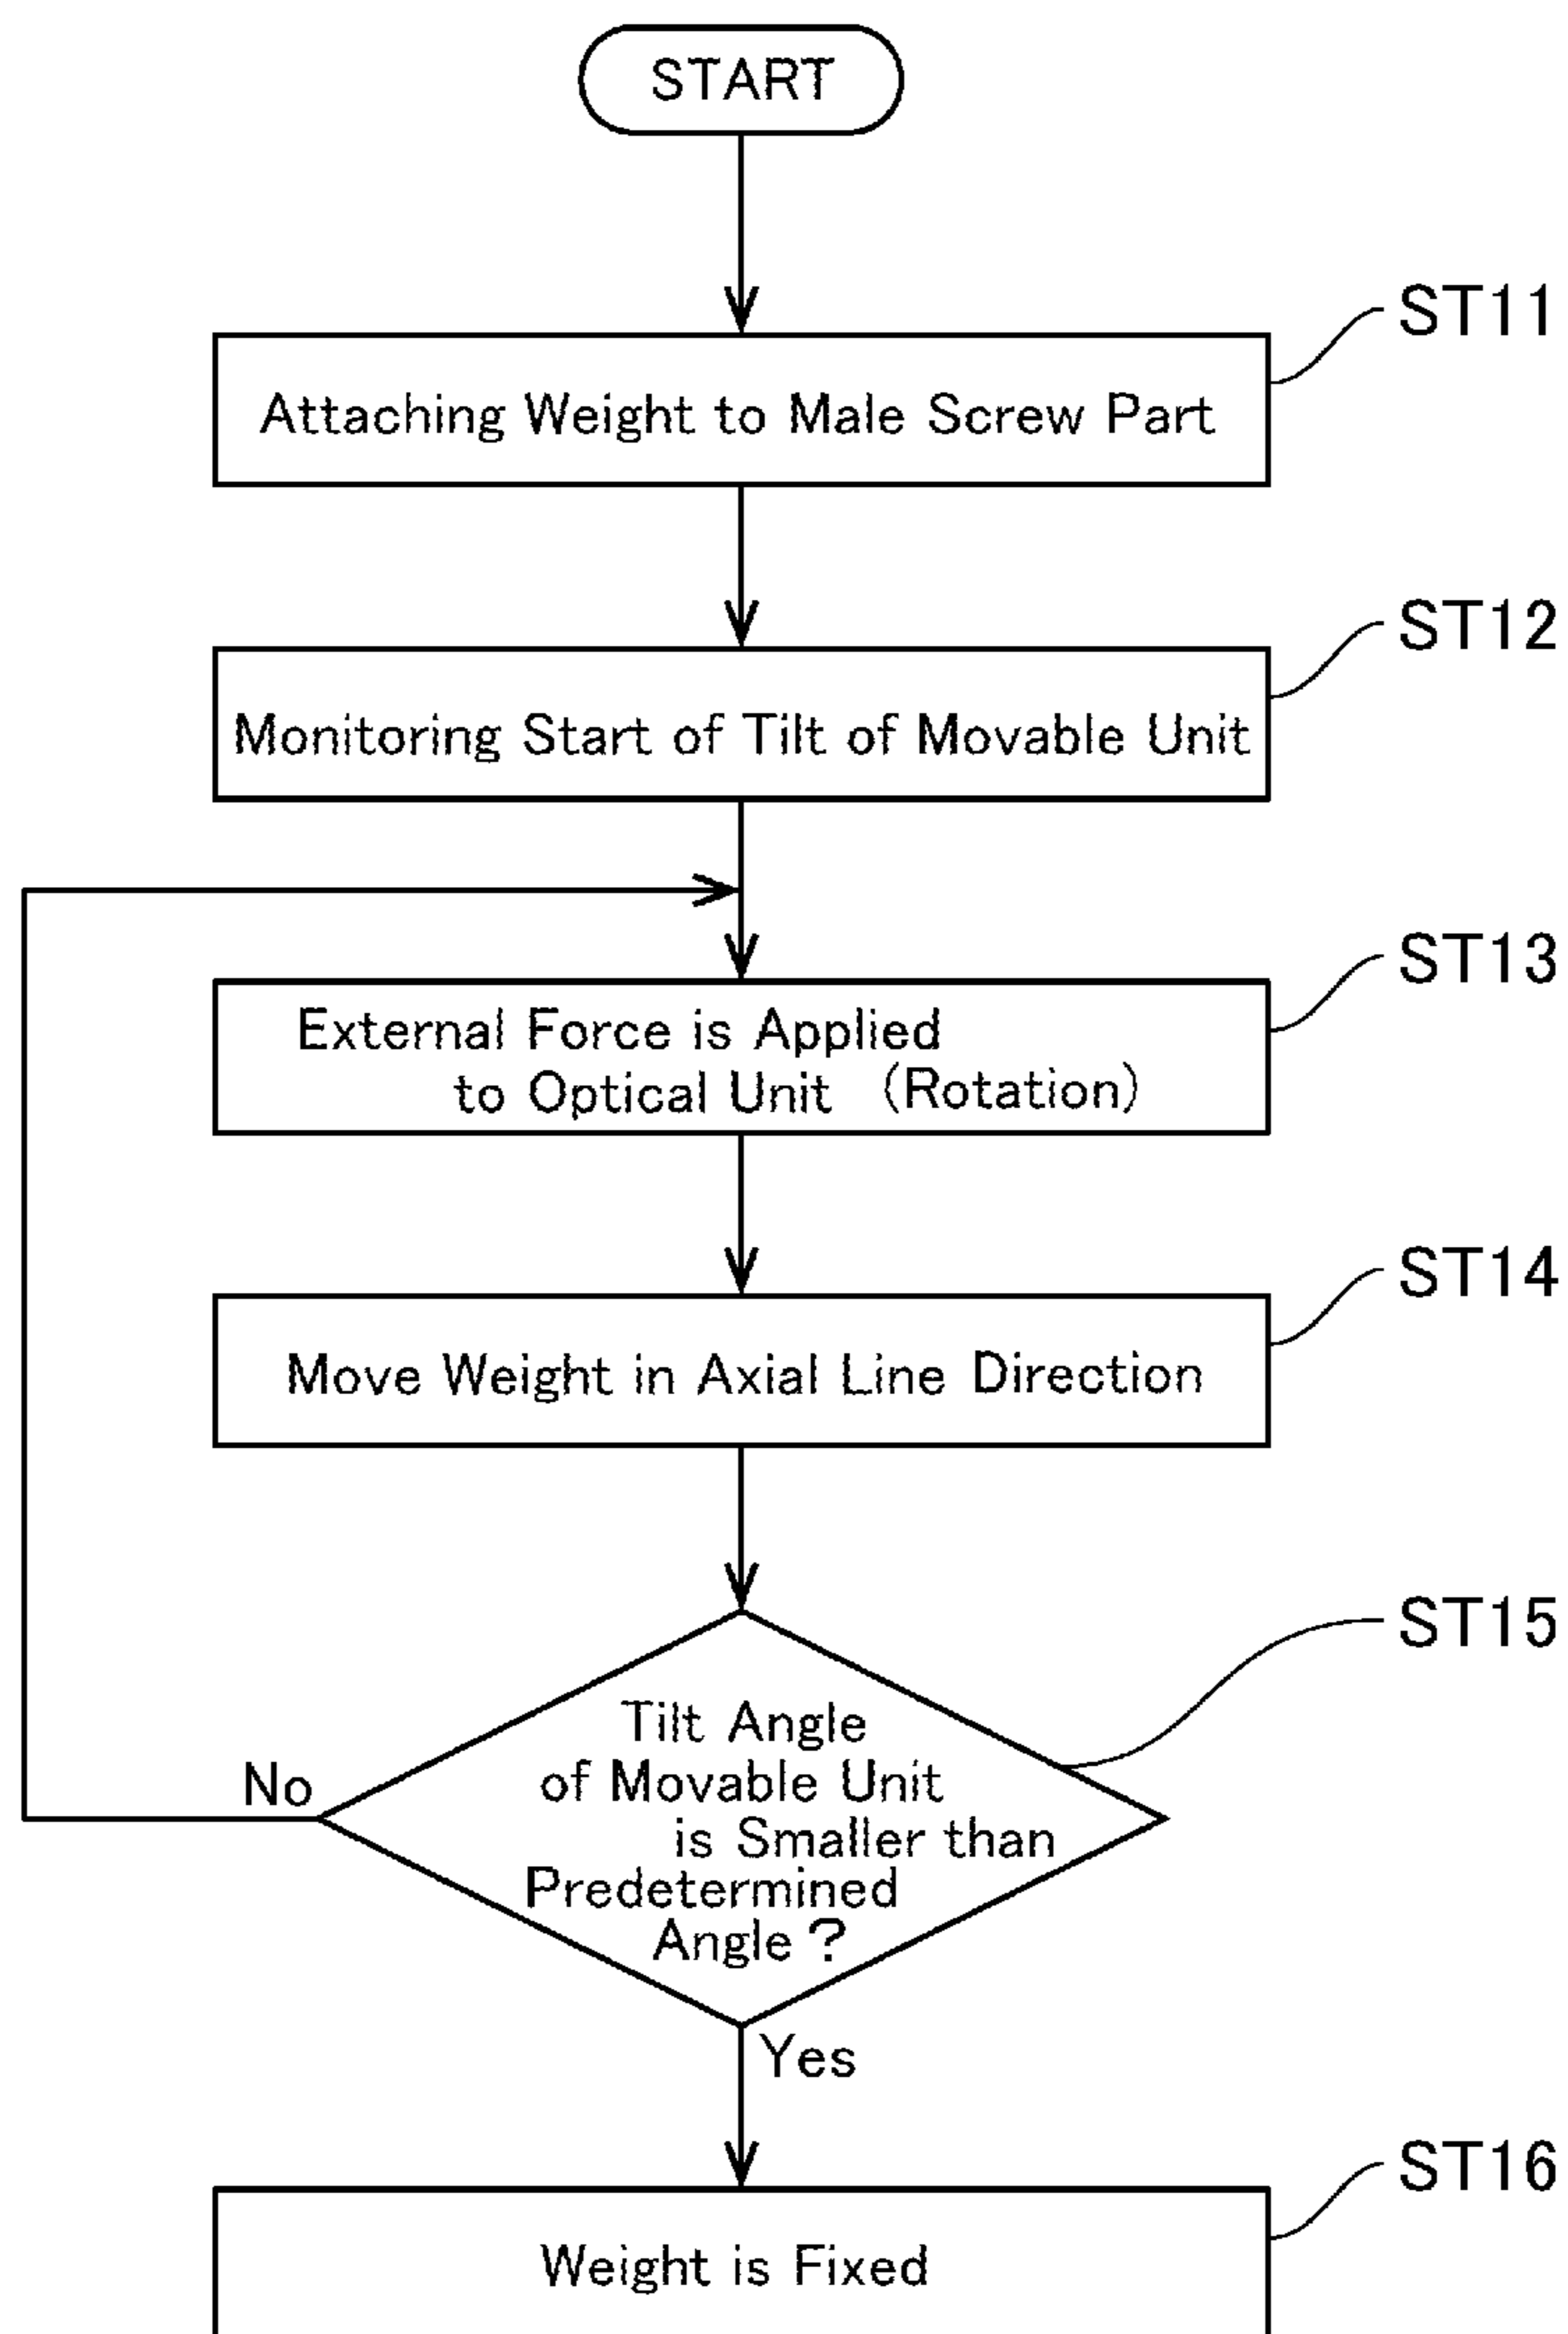 START
ST11
Attaching Weight to Male Screw Part
ST12
Monitoring Start of Tilt of Movable Unit
ST13
External Force is Applied
to Optical Unit (Rotation)
ST14
Move Weight in Axial Line Direction
ST15
Tilt Angle
of Movable Unit
is Smaller than
Predetermined
Angle?
No
Yes
ST16
Weight is Fixed